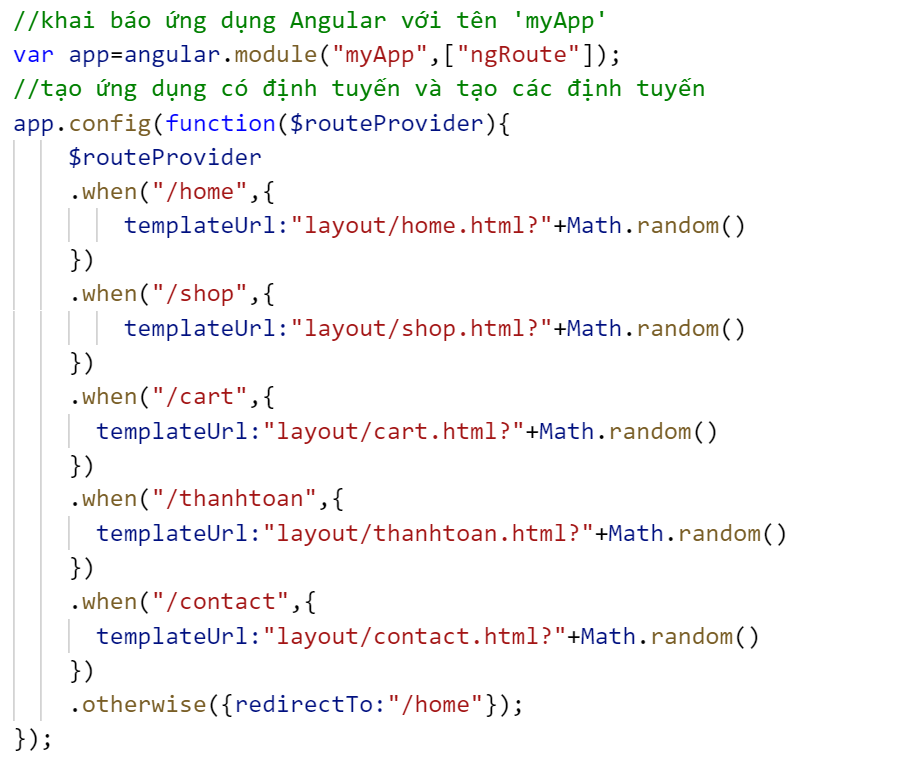 //khai báo ứng dụng Angular với tên 'myApp'
var app=angular.module("myApp",["ngRoute"]);
//tạo ứng dụng có định tuyến và tạo các định tuyến
app.config(function($routeProvider){
    $routeProvider
    .when("/home",{
        templateUrl:"layout/home.html?"+Math.random()
    })
    .when("/shop",{
        templateUrl:"layout/shop.html?"+Math.random()
    })
    .when("/cart",{
      templateUrl:"layout/cart.html?"+Math.random()
    })
    .when("/thanhtoan",{
      templateUrl:"layout/thanhtoan.html?"+Math.random()
    })
    .when("/contact",{
      templateUrl:"layout/contact.html?"+Math.random()
    })
    .otherwise({redirectTo:"/home"});
});